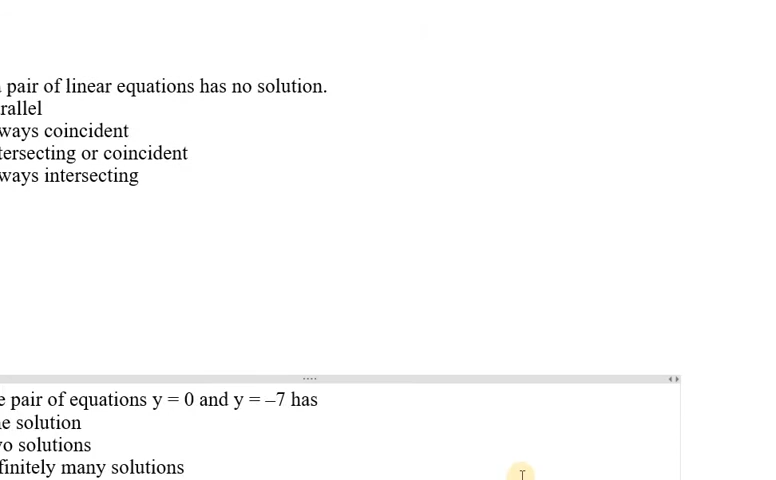 pair of linear equations has no solution.
rallel
ways coincident
tersecting or coincident
ways intersecting
e pair of equations y = 0 and y = –7 has
e solution
o solutions
finitely many solutions